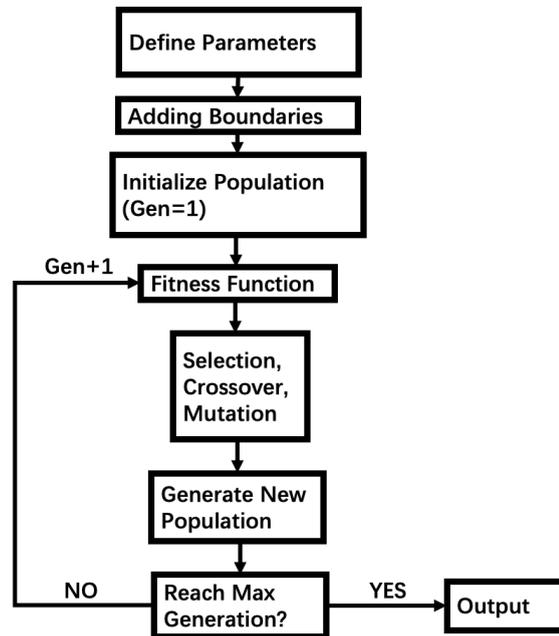 Define Parameters
Adding Boundaries
Initialize Population
(Gen=1)
Gen+1
Fitness Function
Selection,
Crossover,
Mutation
Generate New
Population
NO
Reach Max
Generation?
YES
Output